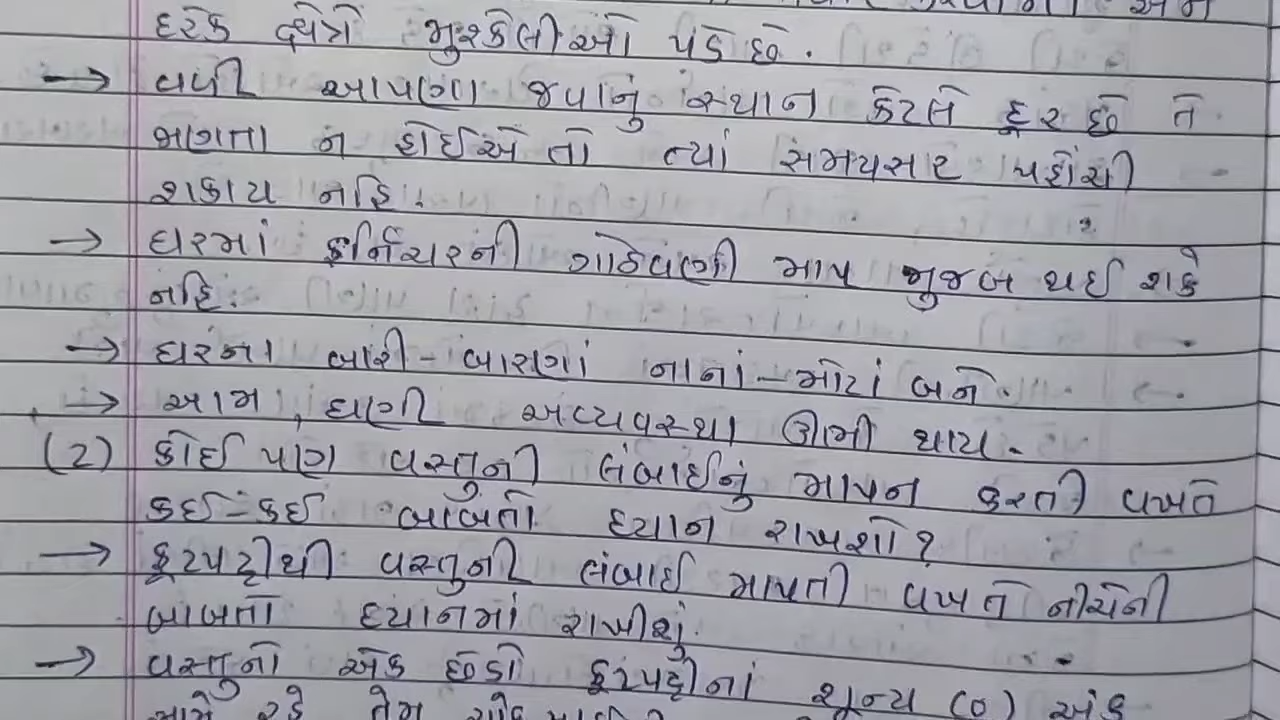 દરેક ક્ષેત્રે મુશ્કેલીઓ પડે છે.
→ વળી આપણા જવાનું સ્થાન કેટલે દૂર છે તે
જાણતા ન હોઈએ તો ત્યાં સમયસર પહોંચી
શકાય નહિ.
→ ઘરમાં ફર્નિચરની ગોઠવણી માપ મુજબ થઈ શકે
નહિ.
→ ઘરના બારી-બારણાં નાનાં-મોટાં બને.
→ આમ, ઘણી અવ્યવસ્થા ઊભી થાય.
(2) કોઈ પણ વસ્તુની લંબાઈનું માપન કરતી વખતે
કઈ-કઈ બાબતો ધ્યાન રાખશો?
→ ફૂટપટ્ટીથી વસ્તુની લંબાઈ માપતી વખતે નીચેની
બાબતો ધ્યાનમાં રાખીશું.
→ વસ્તુનો એક છેડો ફૂટપટ્ટીનાં શૂન્ય (0) અંક
સામે રહે તેમ